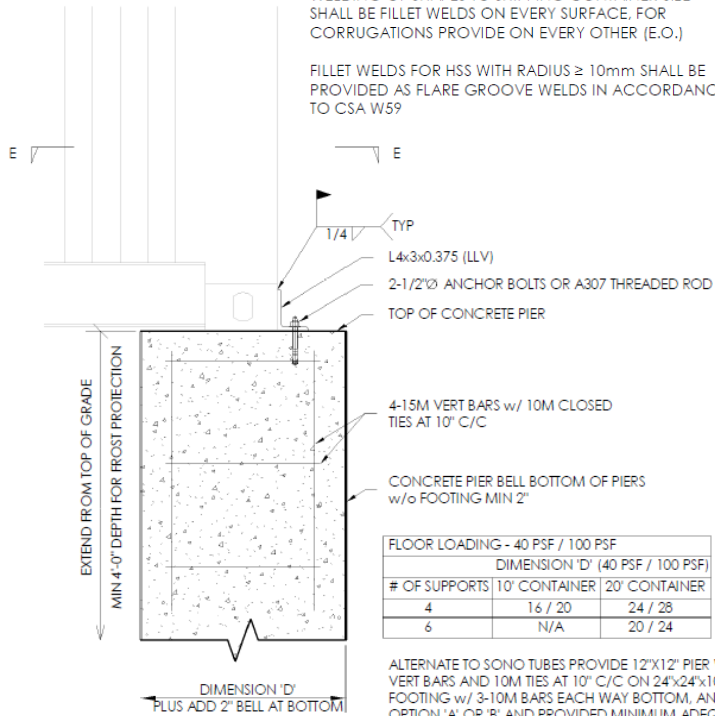 SHALL BE FILLET WELDS ON EVERY SURFACE, FOR
CORRUGATIONS PROVIDE ON EVERY OTHER (E.O.)
FILLET WELDS FOR HSS WITH RADIUS ≥ 10mm SHALL BE
PROVIDED AS FLARE GROOVE WELDS IN ACCORDANC
TO CSA W59
E E
TYP
1/4
L4x3x0.375 (LLV)
2-1/2"Ø ANCHOR BOLTS OR A307 THREADED ROD
TOP OF CONCRETE PIER
EXTEND FROM TOP OF GRADE
MIN 4'-0" DEPTH FOR FROST PROTECTION
4-15M VERT BARS w/ 10M CLOSED
TIES AT 10" C/C
CONCRETE PIER BELL BOTTOM OF PIERS
w/o FOOTING MIN 2"
FLOOR LOADING - 40 PSF / 100 PSF
DIMENSION 'D' (40 PSF / 100 PSF)
# OF SUPPORTS 10' CONTAINER 20' CONTAINER
4 16 / 20 24 / 28
6 N/A 20 / 24
DIMENSION 'D'
PLUS ADD 2" BELL AT BOTTOM
ALTERNATE TO SONO TUBES PROVIDE 12"X12" PIER
VERT BARS AND 10M TIES AT 10" C/C ON 24"x24"x10
FOOTING w/ 3-10M BARS EACH WAY BOTTOM, AN
OPTION 'A' OR 'B' AND PROVIDED MINIMUM ADEQ